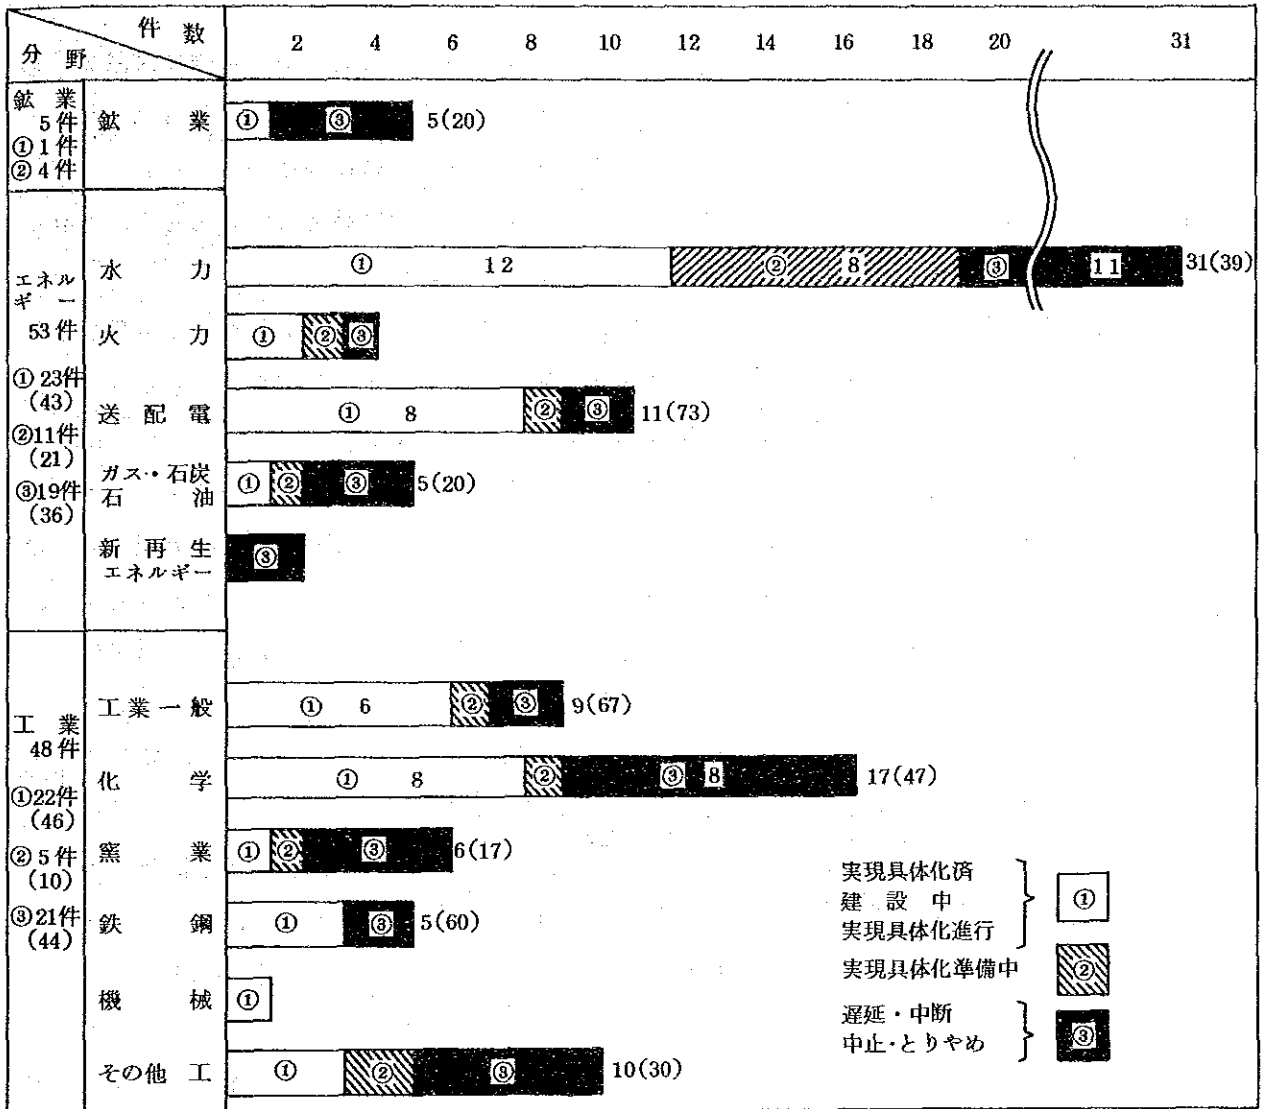 件数
分野
2 4 6 8 10 12 14 16 18 20 31
鉱業
5件
①1件
②4件
鉱業
① ③ 5(20)
エネル
ギー
53件
①23件
(43)
②11件
(21)
③19件
(36)
水力
① 12 ② 8 ③ 11 31(39)
火力
① ② ③
送配電
① 8 ② ③ 11(73)
ガス・石炭
石油
① ② ③ 5(20)
新再生
エネルギー
③
工業
48件
①22件
(46)
②5件
(10)
③21件
(44)
工業一般
① 6 ② ③ 9(67)
化学
① 8 ② ③ 8 17(47)
窯業
① ② ③ 6(17)
鉄鋼
① ③ 5(60)
機械
①
その他工
① ② ③ 10(30)
実現具体化済
建設中
実現具体化進行
①
実現具体化準備中
②
遅延・中断
中止・とりやめ
③